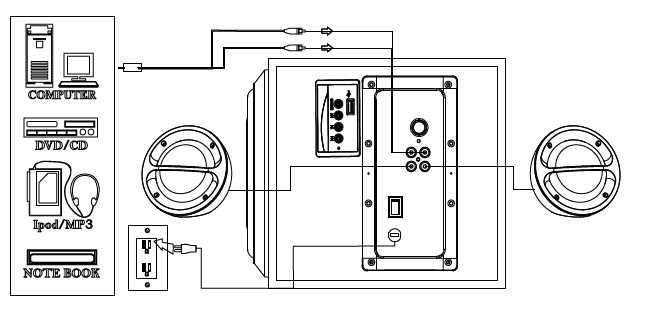 COMPUTER
DVD/CD
Ipod/MP3
NOTE BOOK